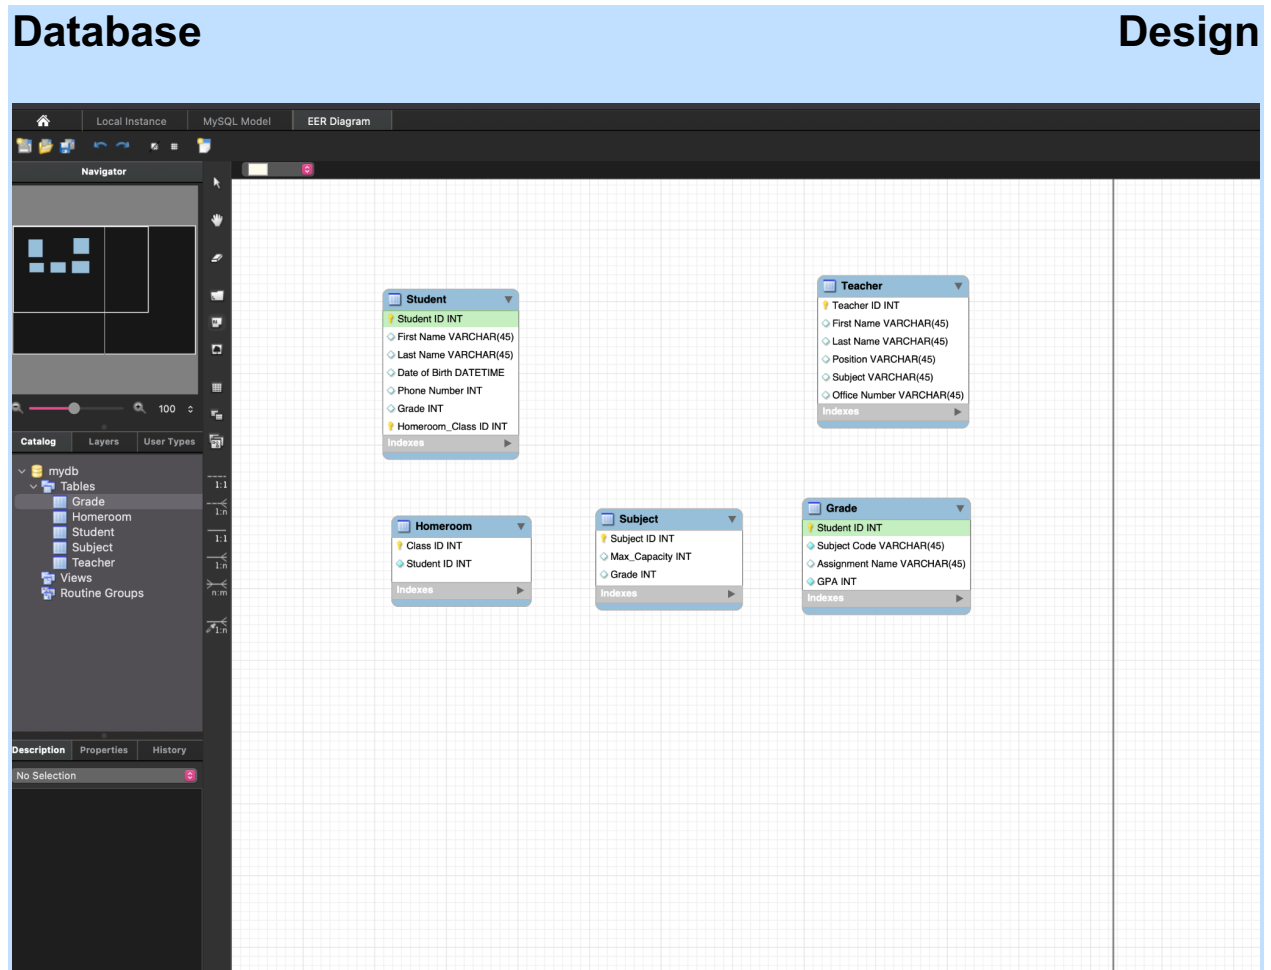 Database Design
Local Instance
MySQL Model
EER Diagram
Navigator
100
Catalog
Layers
User Types
mydb
Tables
Grade
Homeroom
Student
Subject
Teacher
Views
Routine Groups
Description
Properties
History
No Selection
1:1
1:n
1:1
1:n
n:m
1:n
Student
Student ID INT
First Name VARCHAR(45)
Last Name VARCHAR(45)
Date of Birth DATETIME
Phone Number INT
Grade INT
Homeroom_Class ID INT
Indexes
Teacher
Teacher ID INT
First Name VARCHAR(45)
Last Name VARCHAR(45)
Position VARCHAR(45)
Subject VARCHAR(45)
Office Number VARCHAR(45)
Indexes
Homeroom
Class ID INT
Student ID INT
Indexes
Subject
Subject ID INT
Max_Capacity INT
Grade INT
Indexes
Grade
Student ID INT
Subject Code VARCHAR(45)
Assignment Name VARCHAR(45)
GPA INT
Indexes